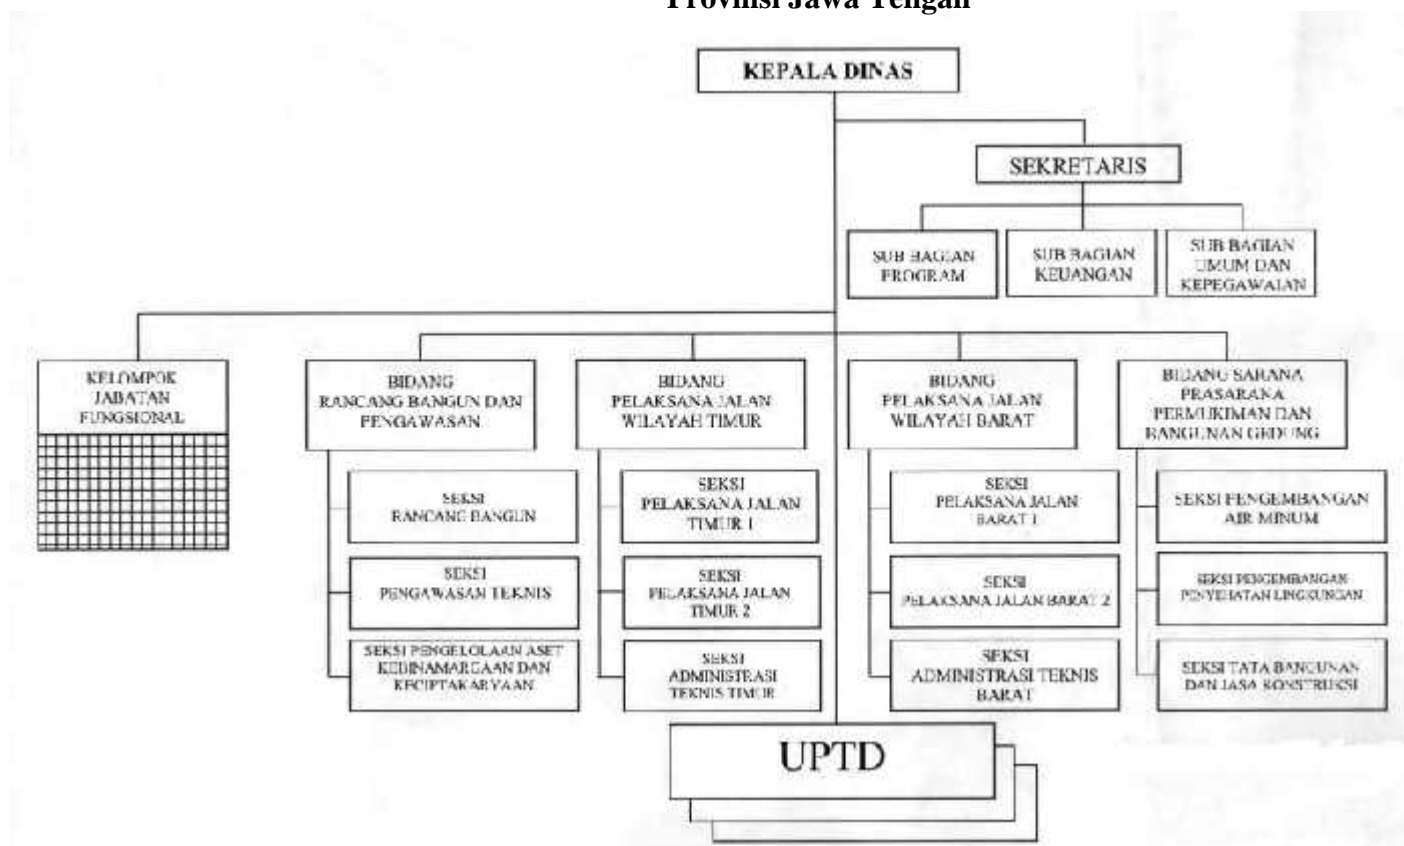 Provinsi Jawa Tengah
KEPALA DINAS
SEKRETARIS
SUB BAGIAN
PROGRAM
SUB BAGIAN
KEUANGAN
SUB BAGIAN
UMUM DAN
KEPEGAWAIAN
KELOMPOK
JABATAN
FUNGSIONAL
BIDANG
RANCANG BANGUN DAN
PENGAWASAN
BIDANG
PELAKSANA JALAN
WILAYAH TIMUR
BIDANG
PELAKSANA JALAN
WILAYAH BARAT
BIDANG SARANA
PRASARANA
PERMUKIMAN DAN
BANGUNAN GEDUNG
SEKSI
RANCANG BANGUN
SEKSI
PENGAWASAN TEKNIS
SEKSI PENGELOLAAN ASET
KEBINAMARGAAN DAN
KECIPTAKARYAAN
SEKSI
PELAKSANA JALAN
TIMUR 1
SEKSI
PELAKSANA JALAN
TIMUR 2
SEKSI
ADMINISTRASI
TEKNIS TIMUR
SEKSI
PELAKSANA JALAN
BARAT 1
SEKSI
PELAKSANA JALAN BARAT 2
SEKSI
ADMINISTRASI TEKNIS
BARAT
SEKSI PENGEMBANGAN
AIR MINUM
SEKSI PENGEMBANGAN
PENYEHATAN LINGKUNGAN
SEKSI TATA BANGUNAN
DAN JASA KONSTRUKSI
UPTD